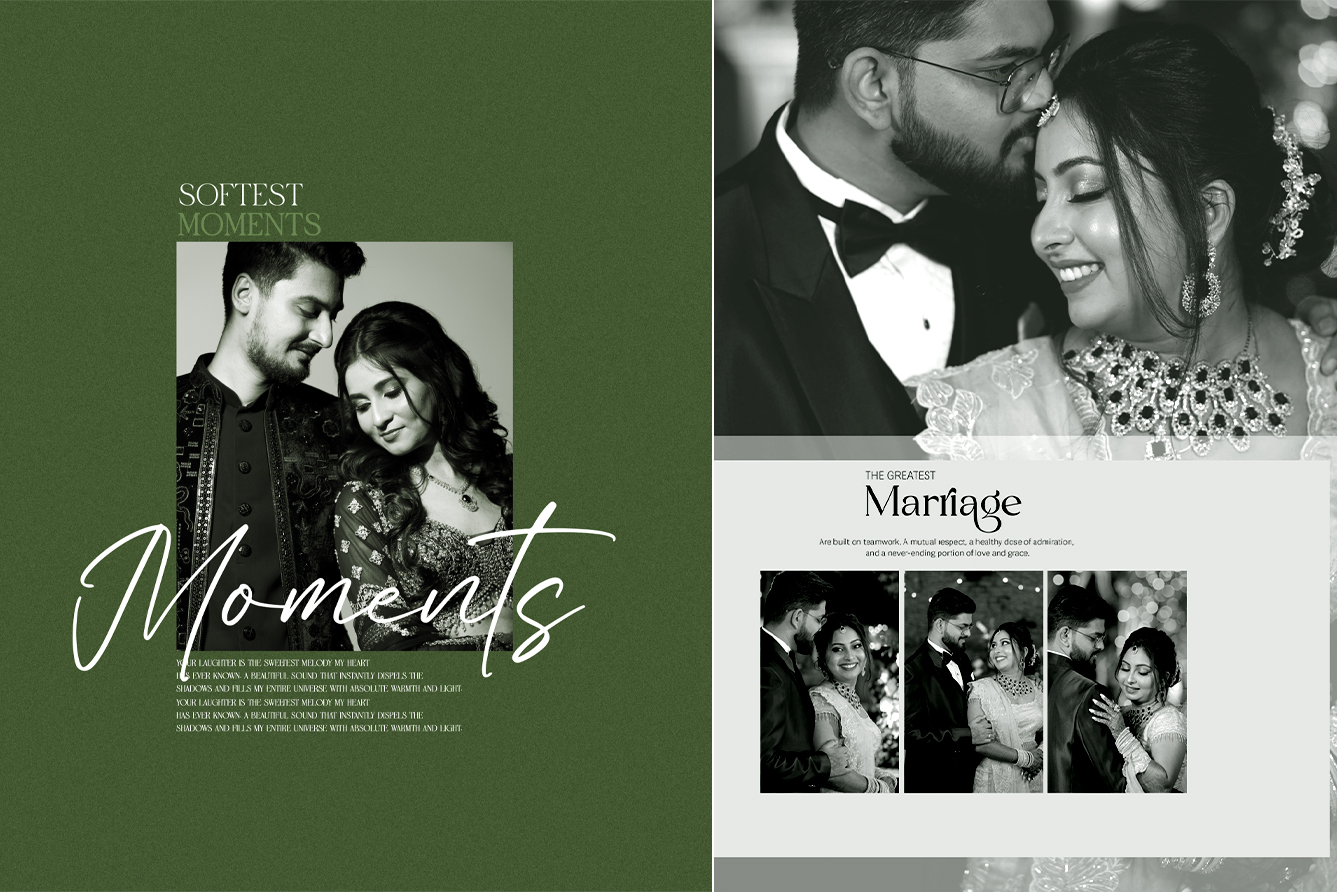 SOFTEST
MOMENTS
Moments
YOUR LAUGHTER IS THE SWEETEST MELODY MY HEART
HAS EVER KNOWN. A BEAUTIFUL SOUND THAT INSTANTLY DISPELS THE
SHADOWS AND FILLS MY ENTIRE UNIVERSE WITH ABSOLUTE WARMTH AND LIGHT.
YOUR LAUGHTER IS THE SWEETEST MELODY MY HEART
HAS EVER KNOWN. A BEAUTIFUL SOUND THAT INSTANTLY DISPELS THE
SHADOWS AND FILLS MY ENTIRE UNIVERSE WITH ABSOLUTE WARMTH AND LIGHT.
THE GREATEST
Marriage
Are built on teamwork. A mutual respect, a healthy dose of admiration,
and a never-ending portion of love and grace.